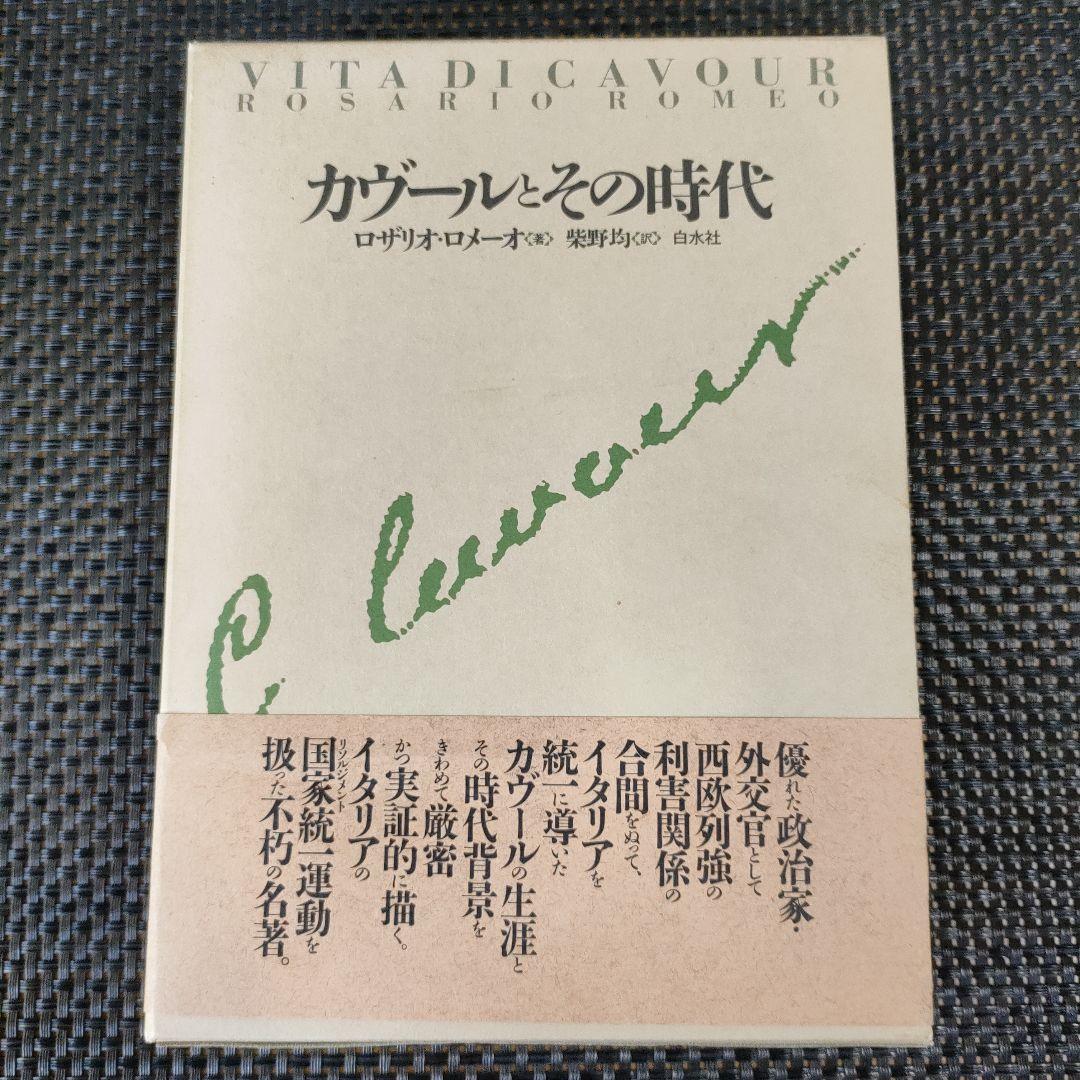 VITA DI CAVOUR
ROSARIO ROMEO
カヴールとその時代
ロザリオ・ロメーオ《著》 柴野均《訳》 白水社
C Cavour
優れた政治家・
外交官として
西欧列強の
利害関係の
合間をぬって、
イタリアを
統一に導いた
カヴールの生涯と
その時代背景を
きわめて厳密
かつ実証的に描く。
イタリアの
リソルジメント
国家統一運動を
扱った不朽の名著。